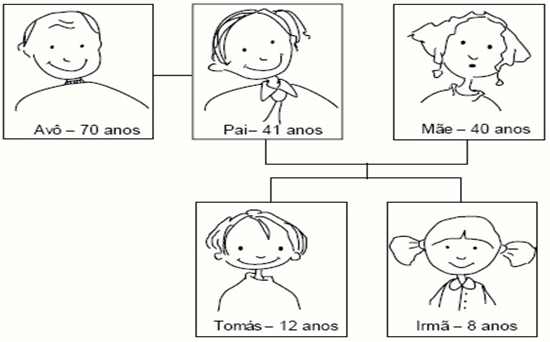 Avô – 70 anos
Pai– 41 anos
Mãe – 40 anos
Tomás – 12 anos
Irmã – 8 anos